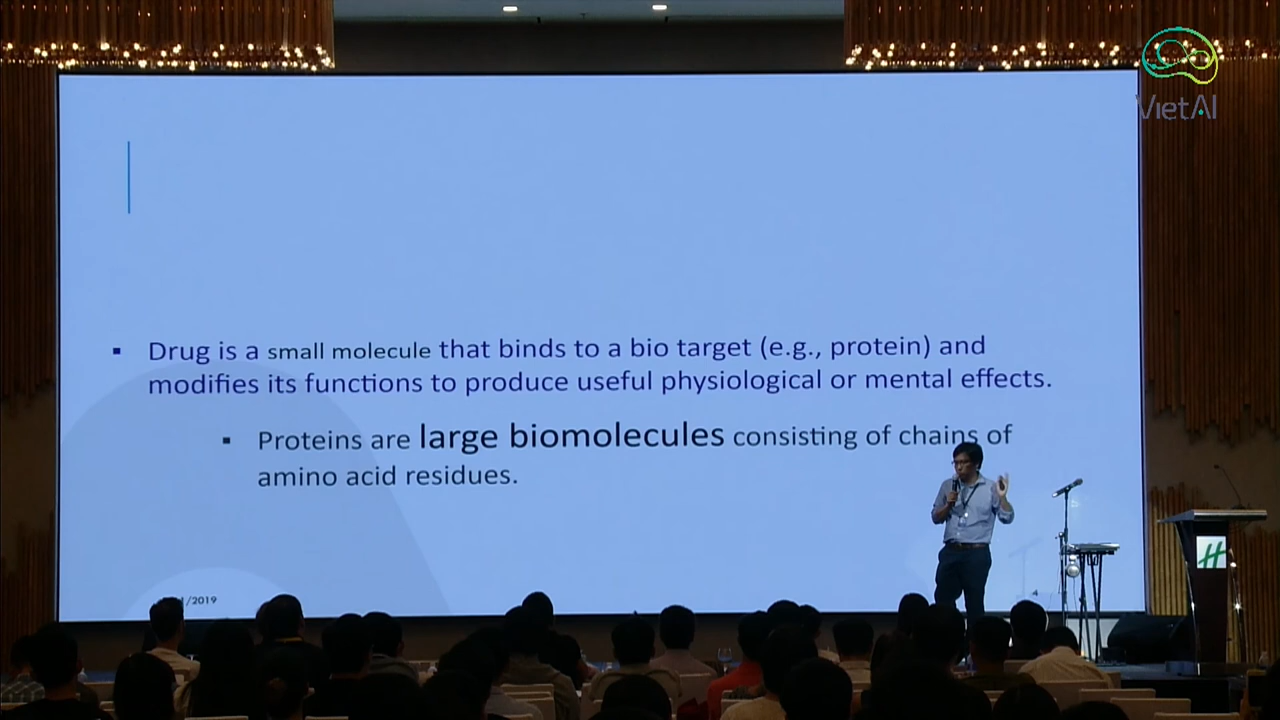 VietAI
Drug is a small molecule that binds to a bio target (e.g., protein) and
modifies its functions to produce useful physiological or mental effects.
Proteins are large biomolecules consisting of chains of
amino acid residues.
/2019
4
H